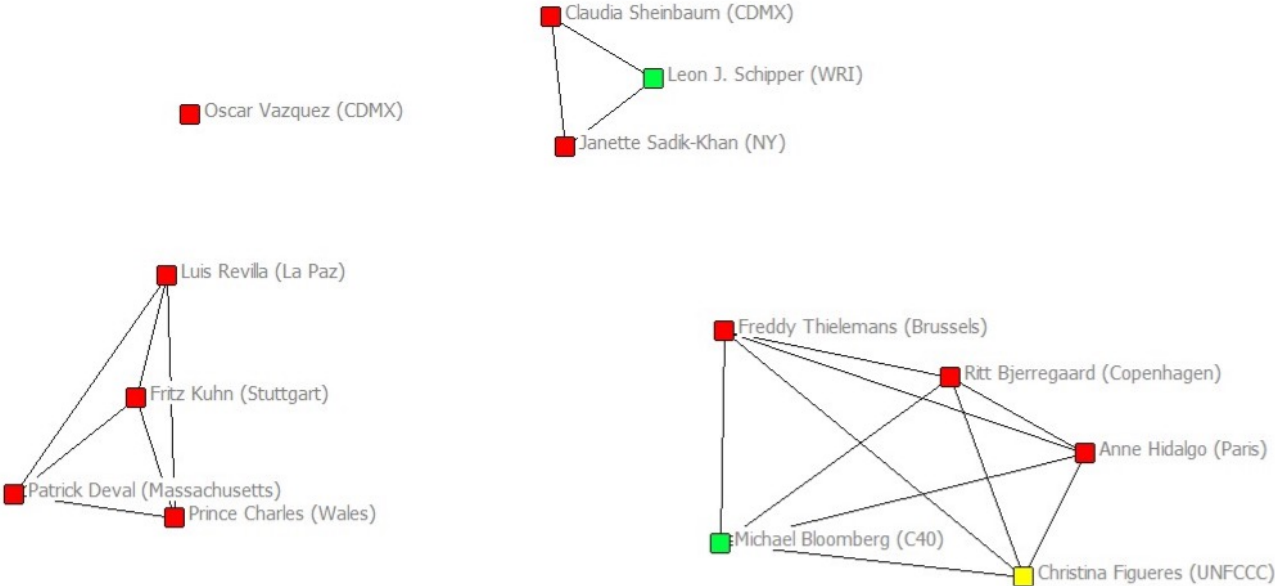 Claudia Sheinbaum (CDMX)
Leon J. Schipper (WRI)
Oscar Vazquez (CDMX)
Janette Sadik-Khan (NY)
Luis Revilla (La Paz)
Freddy Thielemans (Brussels)
Ritt Bjerregaard (Copenhagen)
Fritz Kuhn (Stuttgart)
Anne Hidalgo (Paris)
Patrick Deval (Massachusetts)
Prince Charles (Wales)
Michael Bloomberg (C40)
Christina Figueres (UNFCCC)